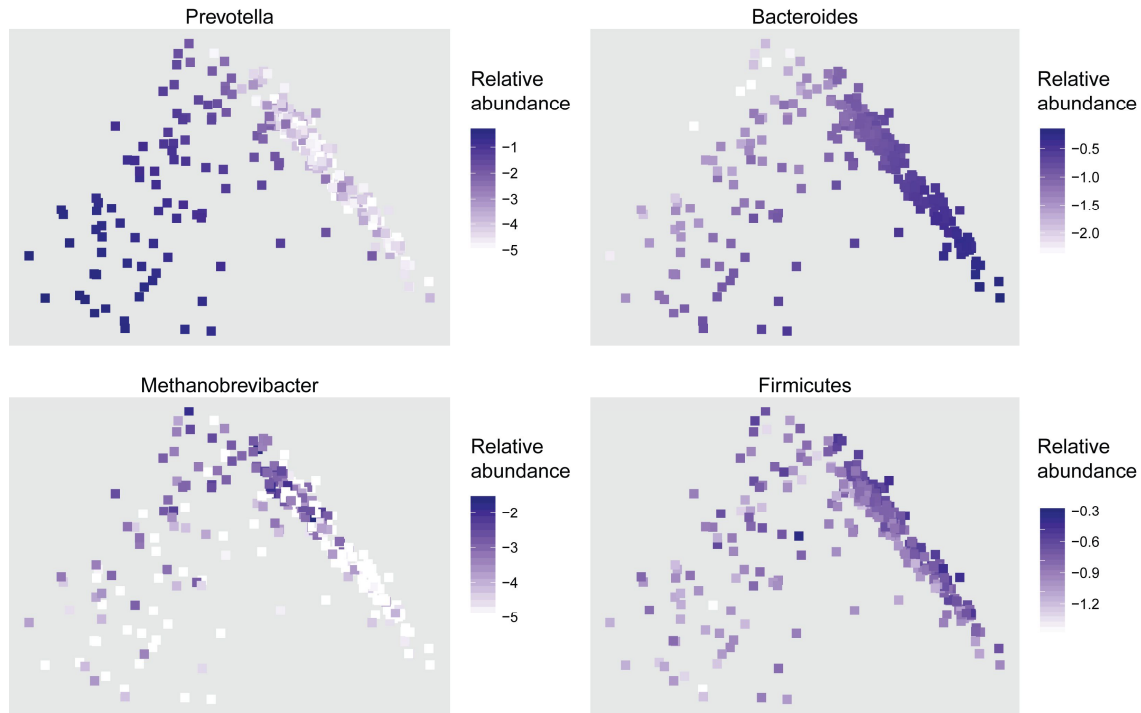 Prevotella
Relative
abundance
−1
−2
−3
−4
−5
Bacteroides
Relative
abundance
−0.5
−1.0
−1.5
−2.0
Methanobrevibacter
Relative
abundance
−2
−3
−4
−5
Firmicutes
Relative
abundance
−0.3
−0.6
−0.9
−1.2